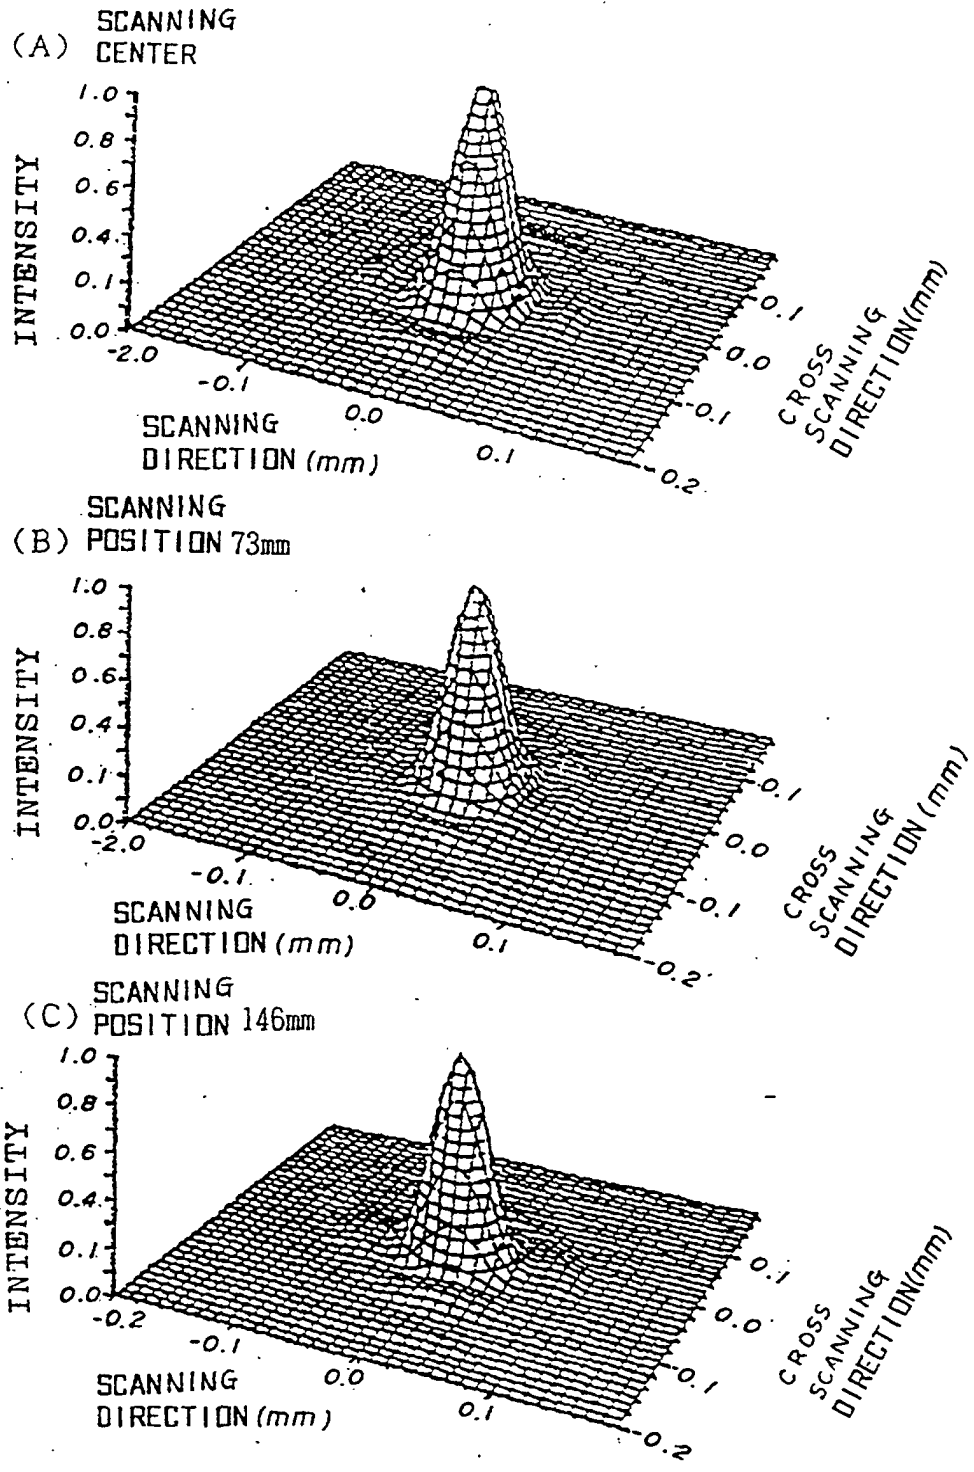 (A) SCANNING
CENTER
1.0
0.8
0.6
0.4
0.1
0.0
INTENSITY
-2.0
-0.1
0.0
0.1
SCANNING
DIRECTION (mm)
0.1
0.0
-0.1
-0.2
CROSS
SCANNING
DIRECTION (mm)
(B) SCANNING
POSITION 73mm
1.0
0.8
0.6
0.4
0.1
0.0
INTENSITY
-2.0
-0.1
0.0
0.1
SCANNING
DIRECTION (mm)
0.1
0.0
-0.1
-0.2
CROSS
SCANNING
DIRECTION (mm)
(C) SCANNING
POSITION 146mm
1.0
0.8
0.6
0.4
0.1
0.0
INTENSITY
-0.2
-0.1
0.0
0.1
SCANNING
DIRECTION (mm)
0.1
0.0
-0.1
-0.2
CROSS
SCANNING
DIRECTION (mm)